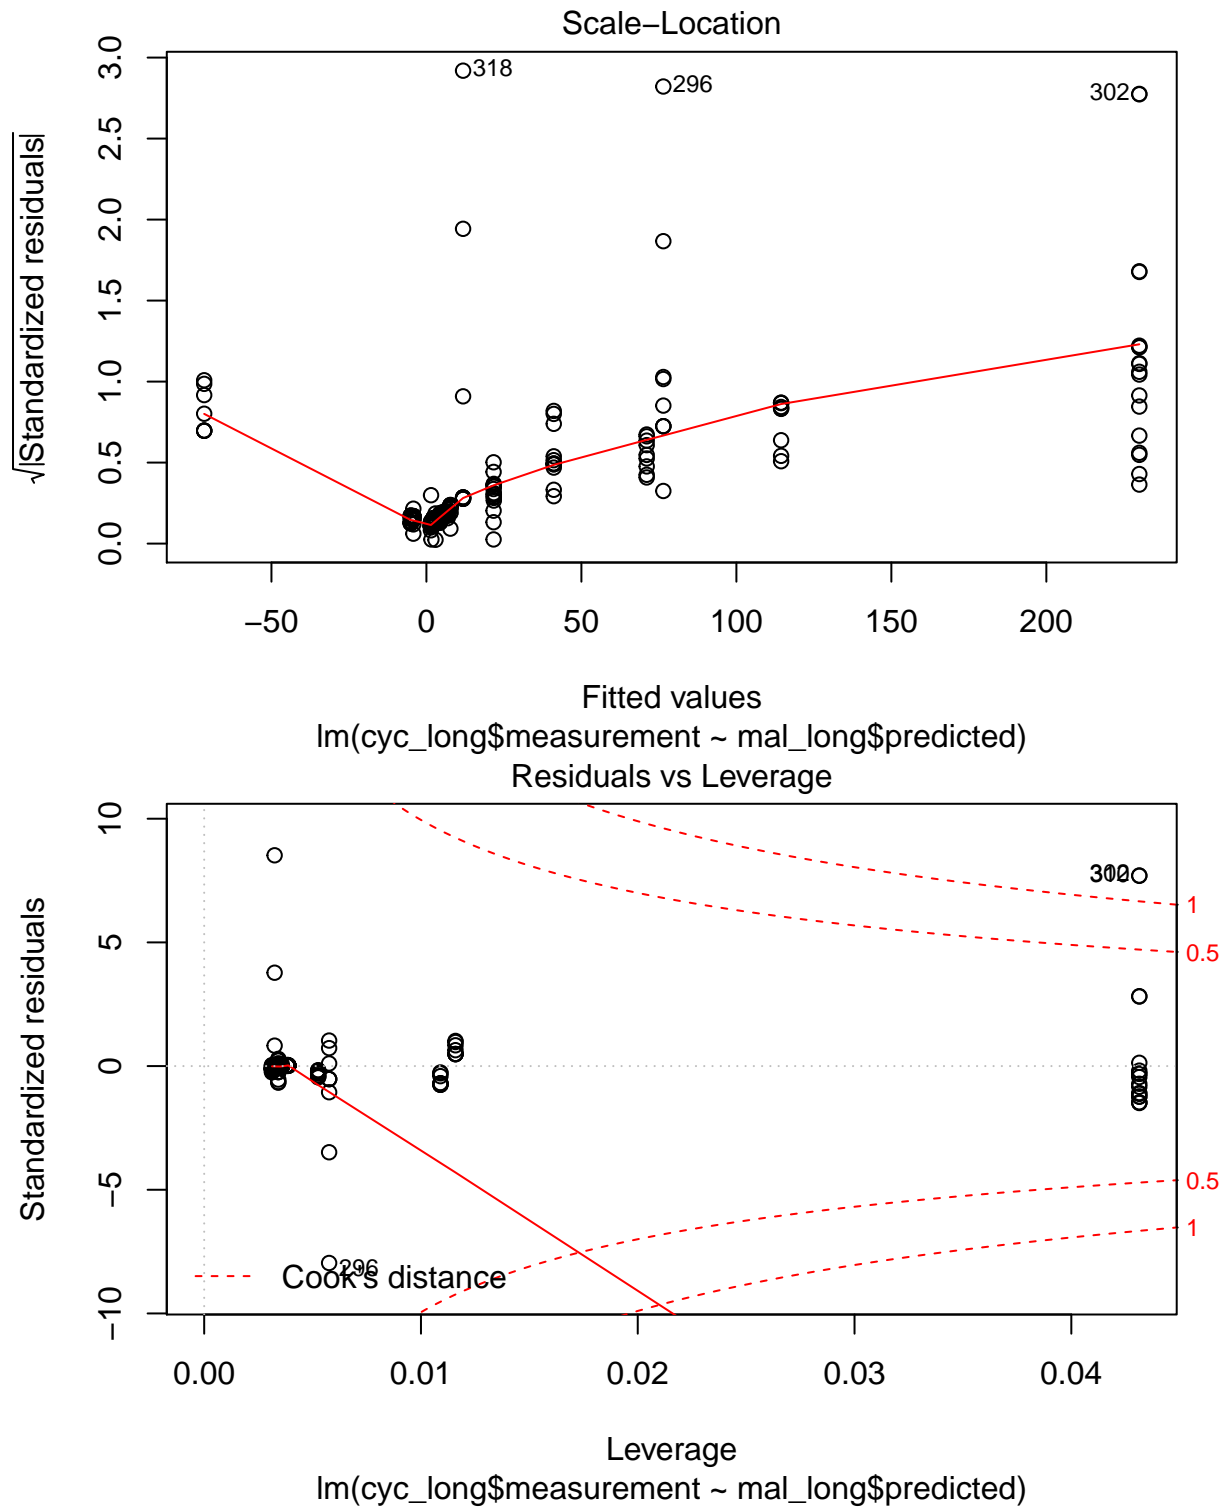 Scale−Location
√|Standardized residuals|
0.0 0.5 1.0 1.5 2.0 2.5 3.0
318
296
302
−50 0 50 100 150 200
Fitted values
lm(cyc_long$measurement ~ mal_long$predicted)
Residuals vs Leverage
Standardized residuals
−10 −5 0 5 10
302
1
0.5
0.5
1
296
Cook's distance
0.00 0.01 0.02 0.03 0.04
Leverage
lm(cyc_long$measurement ~ mal_long$predicted)